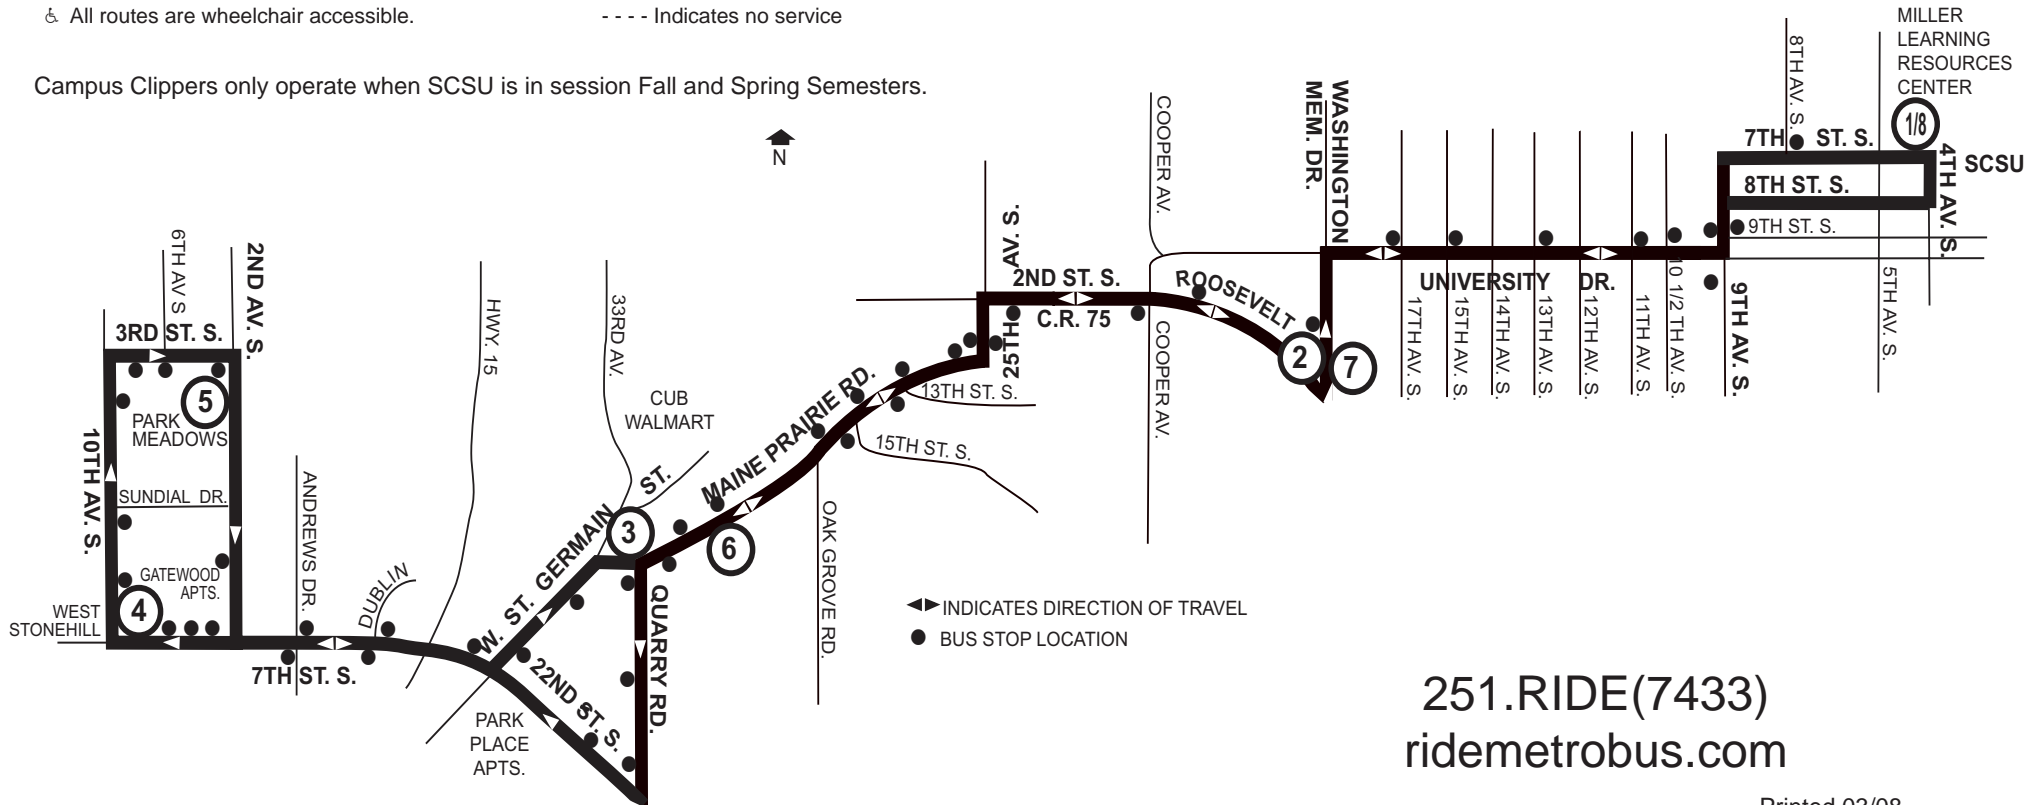 ♿ All routes are wheelchair accessible.
- - - - Indicates no service
Campus Clippers only operate when SCSU is in session Fall and Spring Semesters.
N
MILLER
LEARNING
RESOURCES
CENTER
1/8
8TH AV. S.
7TH ST. S.
8TH ST. S.
4TH AV. S.
SCSU
9TH ST. S.
5TH AV. S.
9TH AV. S.
WASHINGTON
MEM. DR.
UNIVERSITY DR.
17TH AV. S.
15TH AV. S.
14TH AV. S.
13TH AV. S.
12TH AV. S.
11TH AV. S.
10 1/2 TH AV. S.
COOPER AV.
COOPER AV.
ROOSEVELT
2
7
2ND ST. S.
C.R. 75
25TH AV. S.
13TH ST. S.
15TH ST. S.
MAINE PRAIRIE RD.
OAK GROVE RD.
6
3
CUB
WALMART
33RD AV.
HWY. 15
W. ST. GERMAIN ST.
QUARRY RD.
22ND ST. S.
S
PARK
PLACE
APTS.
DUBLIN
ANDREWS DR.
7TH ST. S.
6TH AV S
2ND AV. S.
3RD ST. S.
5
PARK
MEADOWS
10TH AV. S.
SUNDIAL DR.
GATEWOOD
APTS.
4
WEST
STONEHILL
INDICATES DIRECTION OF TRAVEL
BUS STOP LOCATION
251.RIDE(7433)
ridemetrobus.com
Printed 03/08